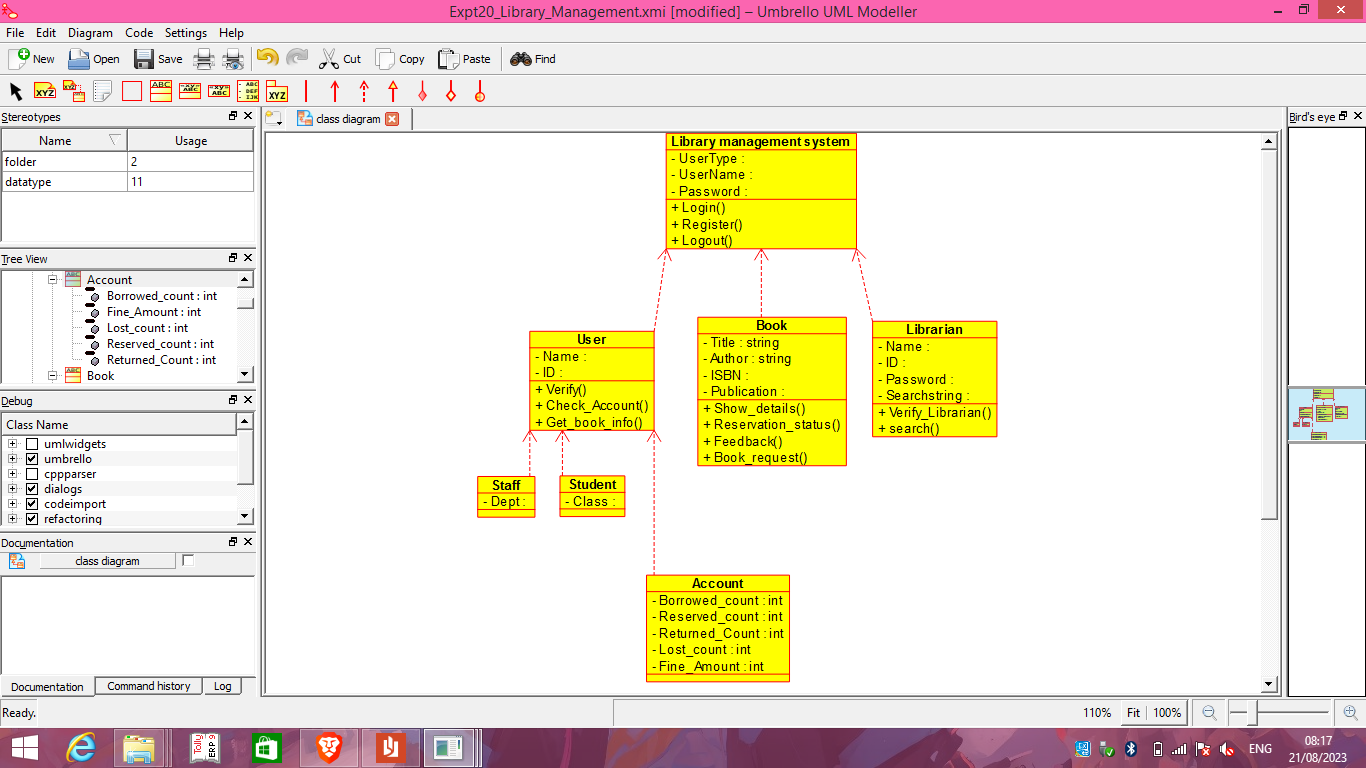 Expt20_Library_Management.xmi [modified] – Umbrello UML Modeller
File Edit Diagram Code Settings Help
New Open Save Cut Copy Paste Find
Stereotypes
Name Usage
folder 2
datatype 11
Tree View
Account
Borrowed_count : int
Fine_Amount : int
Lost_count : int
Reserved_count : int
Returned_Count : int
Book
Debug
Class Name
umlwidgets
umbrello
cppparser
dialogs
codeimport
refactoring
Documentation
class diagram
Documentation Command history Log
Ready.
class diagram
Library management system
- UserType :
- UserName :
- Password :
+ Login()
+ Register()
+ Logout()
User
- Name :
- ID :
+ Verify()
+ Check_Account()
+ Get_book_info()
Book
- Title : string
- Author : string
- ISBN :
- Publication :
+ Show_details()
+ Reservation_status()
+ Feedback()
+ Book_request()
Librarian
- Name :
- ID :
- Password :
- Searchstring :
+ Verify_Librarian()
+ search()
Staff
- Dept :
Student
- Class :
Account
- Borrowed_count : int
- Reserved_count : int
- Returned_Count : int
- Lost_count : int
- Fine_Amount : int
Bird's eye
110% Fit 100%
Tally
ERP 9
ENG
08:17
21/08/2023